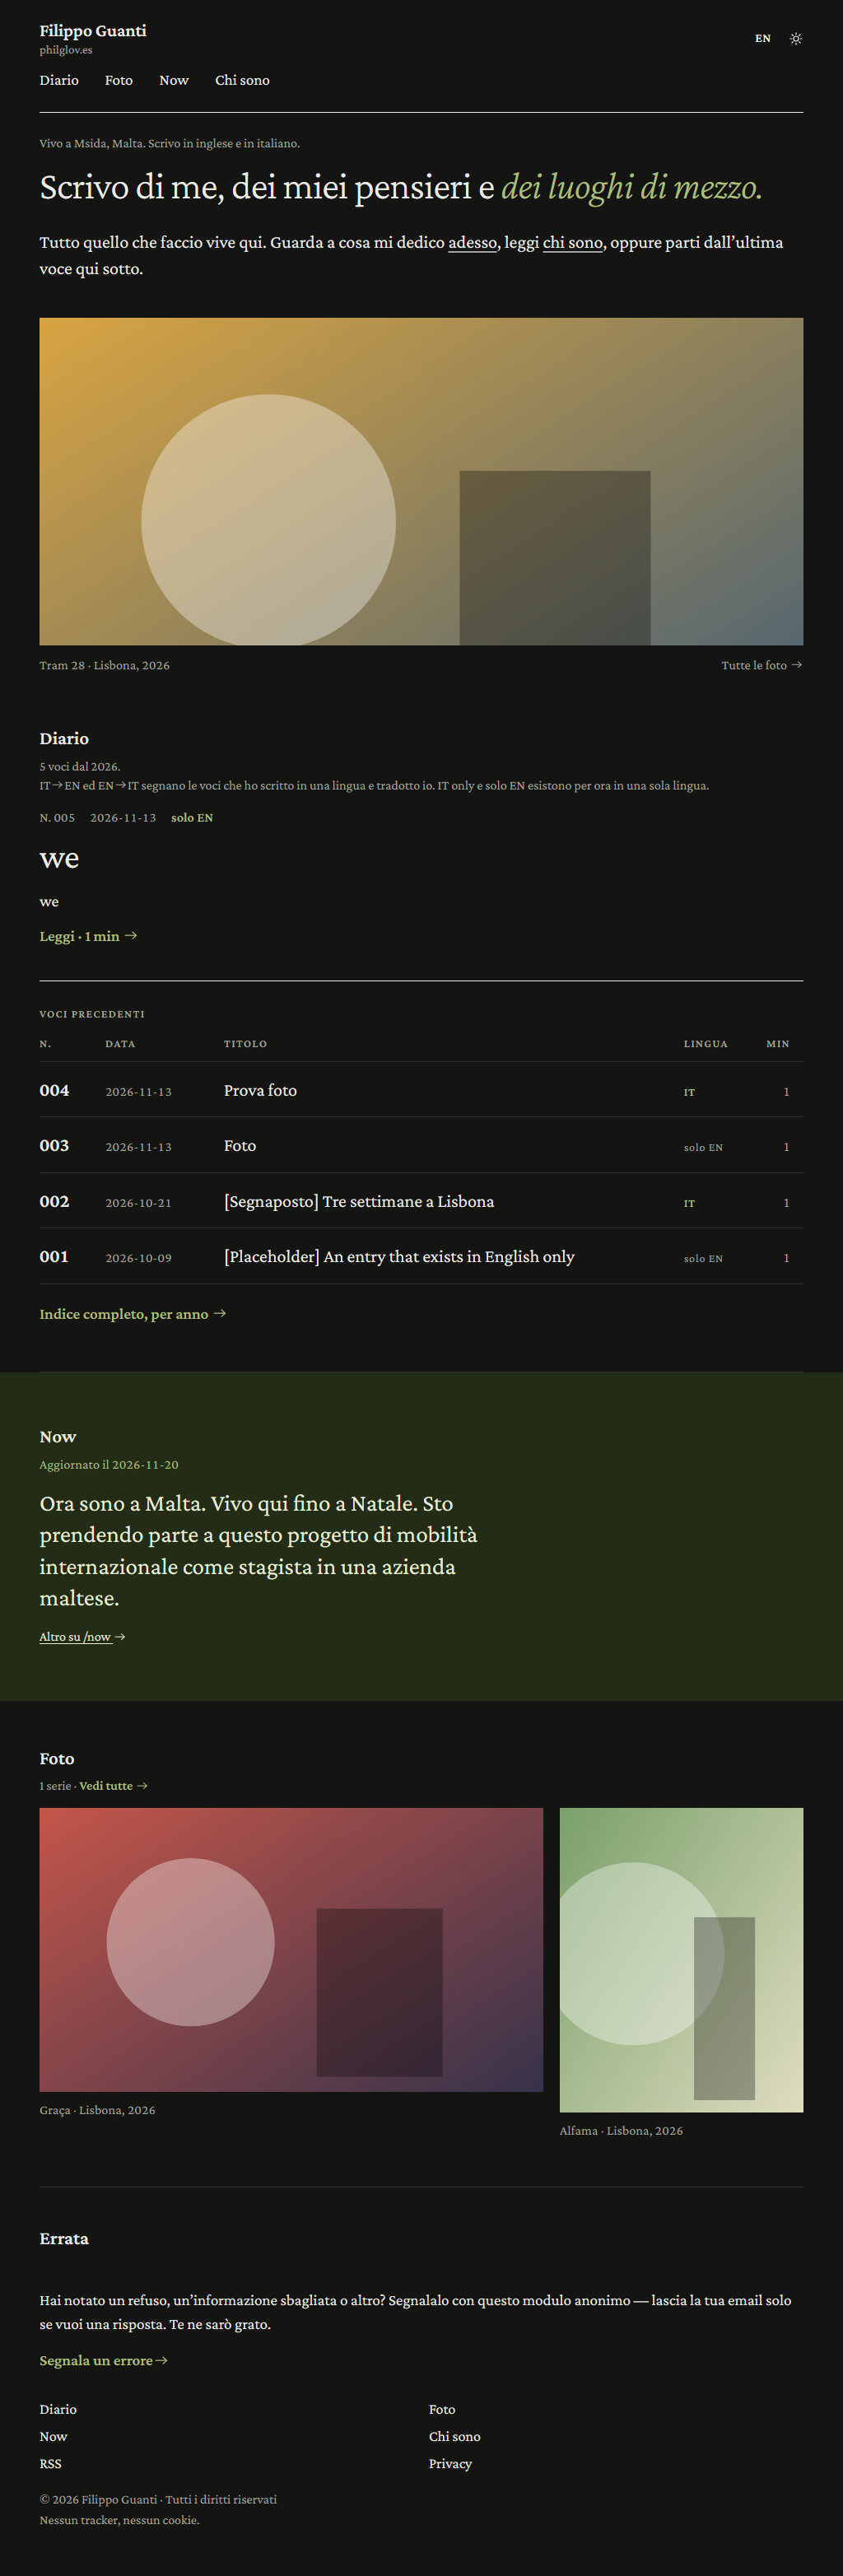 Filippo Guanti
philglov.es
EN
Diario Foto Now Chi sono
Vivo a Msida, Malta. Scrivo in inglese e in italiano.
Scrivo di me, dei miei pensieri e dei luoghi di mezzo.
Tutto quello che faccio vive qui. Guarda a cosa mi dedico adesso, leggi chi sono, oppure parti dall’ultima
voce qui sotto.
Tram 28 · Lisbona, 2026
Tutte le foto →
Diario
5 voci dal 2026.
IT→EN ed EN→IT segnano le voci che ho scritto in una lingua e tradotto io. IT only e solo EN esistono per ora in una sola lingua.
N. 005 2026-11-13 solo EN
we
we
Leggi · 1 min →
VOCI PRECEDENTI
N. DATA TITOLO LINGUA MIN
004 2026-11-13 Prova foto IT 1
003 2026-11-13 Foto solo EN 1
002 2026-10-21 [Segnaposto] Tre settimane a Lisbona IT 1
001 2026-10-09 [Placeholder] An entry that exists in English only solo EN 1
Indice completo, per anno →
Now
Aggiornato il 2026-11-20
Ora sono a Malta. Vivo qui fino a Natale. Sto
prendendo parte a questo progetto di mobilità
internazionale come stagista in una azienda
maltese.
Altro su /now →
Foto
1 serie · Vedi tutte →
Graça · Lisbona, 2026
Alfama · Lisbona, 2026
Errata
Hai notato un refuso, un’informazione sbagliata o altro? Segnalalo con questo modulo anonimo — lascia la tua email solo
se vuoi una risposta. Te ne sarò grato.
Segnala un errore →
Diario Foto
Now Chi sono
RSS Privacy
© 2026 Filippo Guanti · Tutti i diritti riservati
Nessun tracker, nessun cookie.